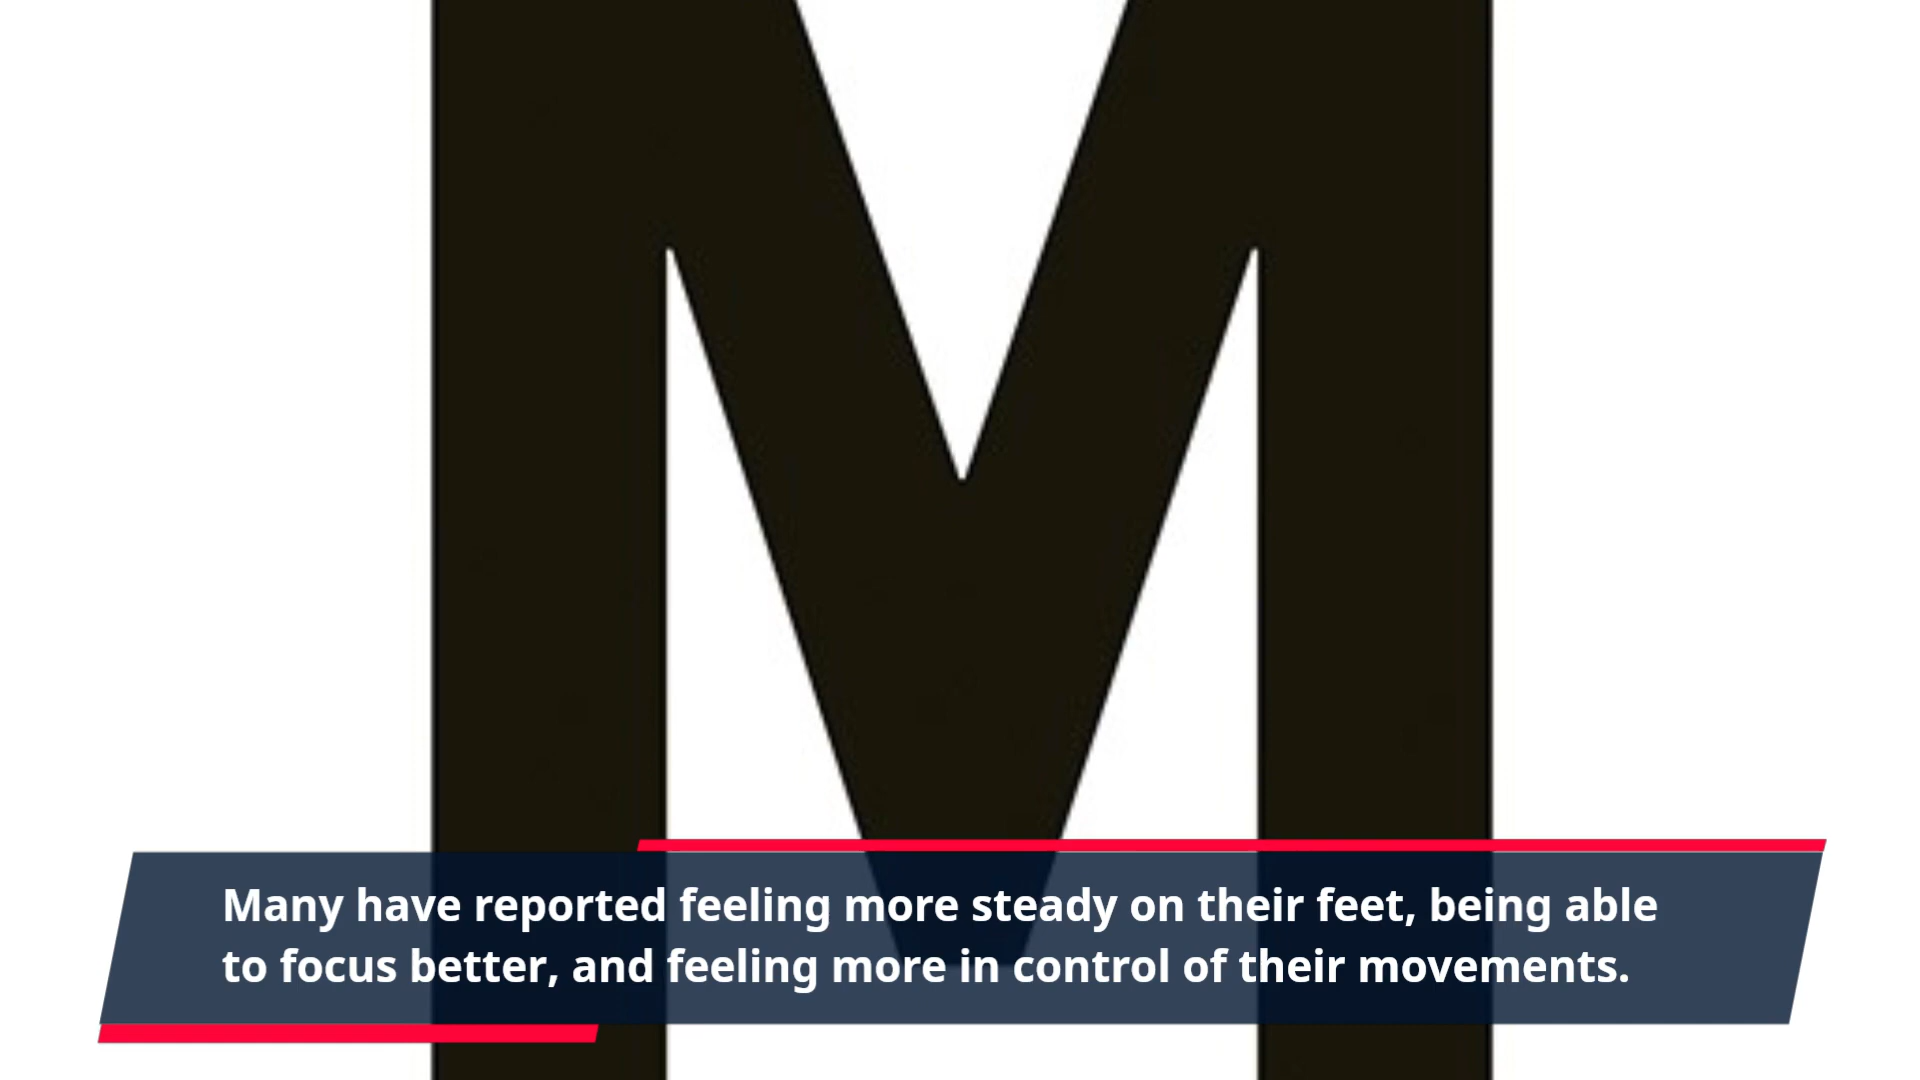 M
Many have reported feeling more steady on their feet, being able
to focus better, and feeling more in control of their movements.